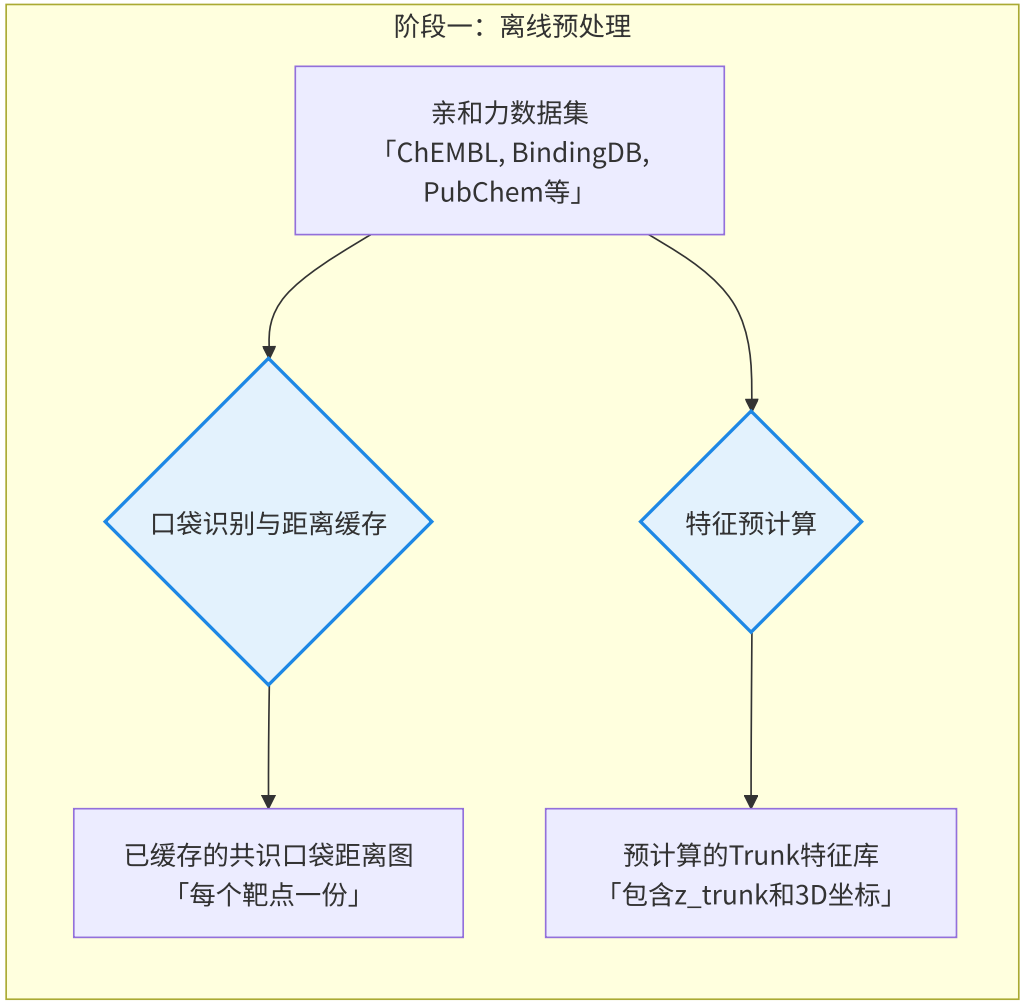 阶段一：离线预处理
亲和力数据集
「ChEMBL, BindingDB,
PubChem等」
口袋识别与距离缓存
特征预计算
已缓存的共识口袋距离图
「每个靶点一份」
预计算的Trunk特征库
「包含z_trunk和3D坐标」